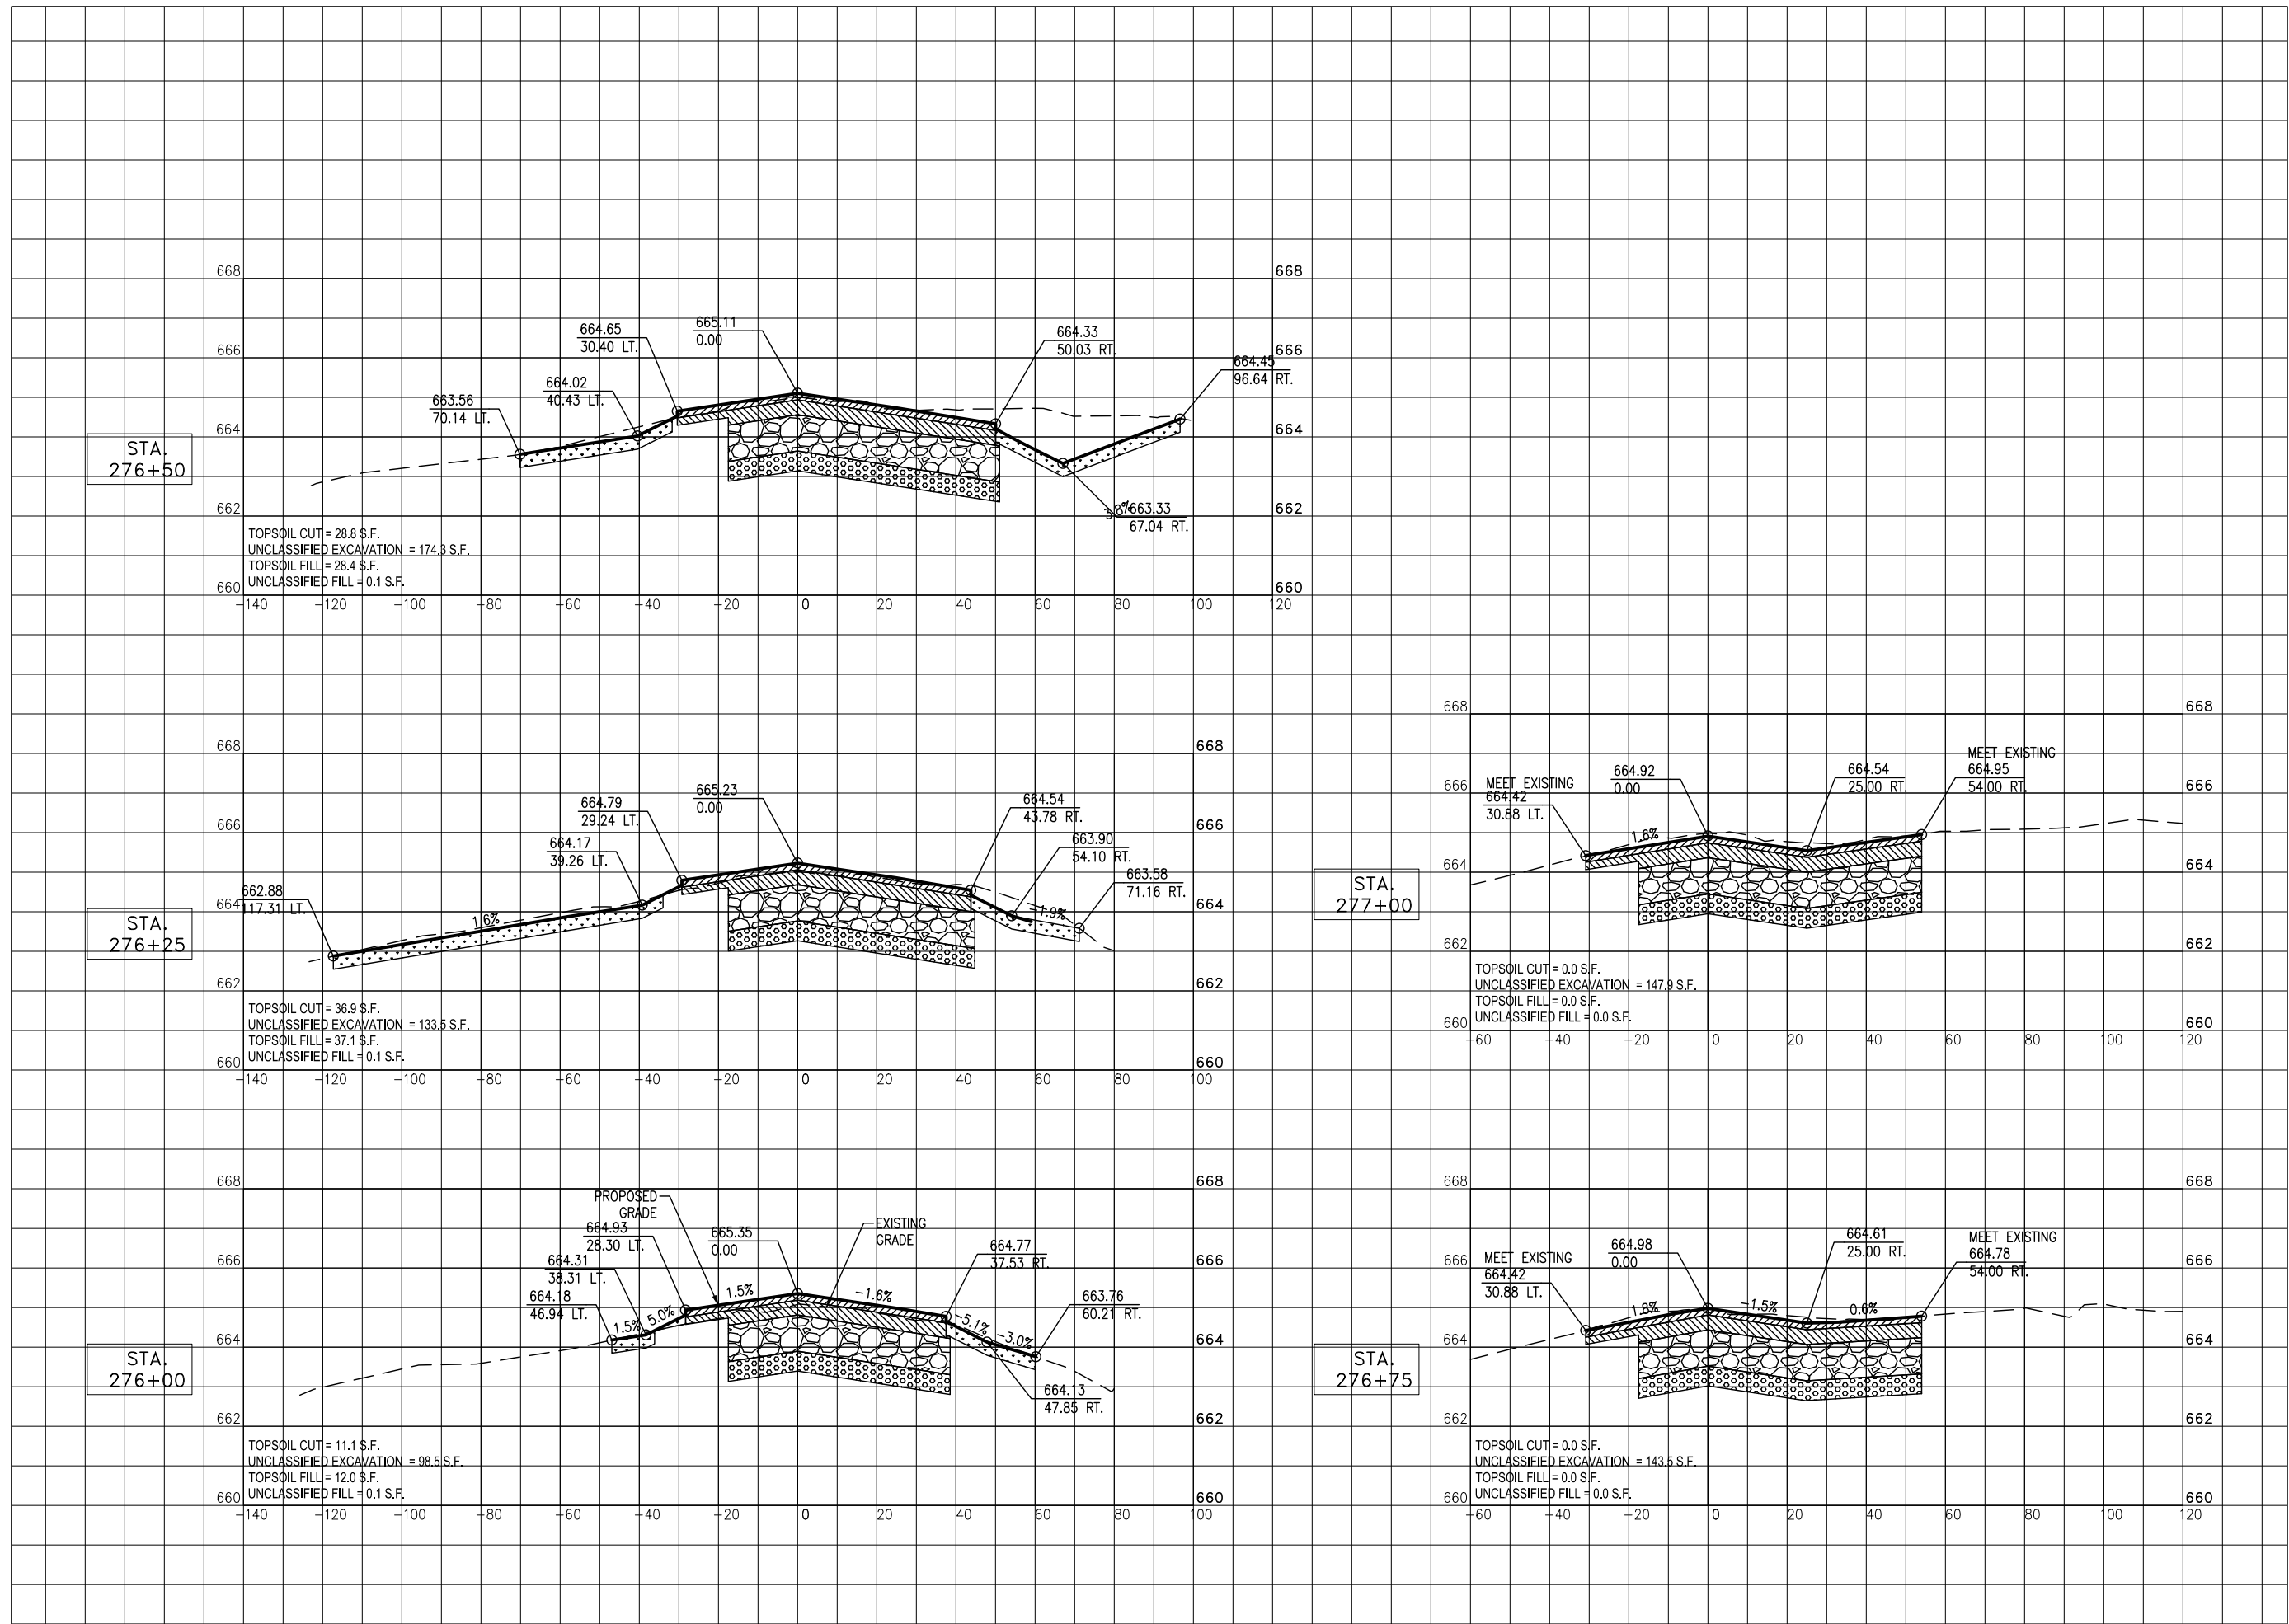 668
668
666
666
664
664
662
662
660
660
STA.
276+50
663.56
70.14 LT.
664.02
40.43 LT.
664.65
30.40 LT.
665.11
0.00
664.33
50.03 RT.
664.45
96.64 RT.
3.8%
663.33
67.04 RT.
TOPSOIL CUT = 28.8 S.F.
UNCLASSIFIED EXCAVATION = 174.3 S.F.
TOPSOIL FILL = 28.4 S.F.
UNCLASSIFIED FILL = 0.1 S.F.
-140 -120 -100 -80 -60 -40 -20 0 20 40 60 80 100 120
668
668
666
666
664
664
662
662
660
660
STA.
276+25
662.88
117.31 LT.
1.6%
664.17
39.26 LT.
664.79
29.24 LT.
665.23
0.00
664.54
43.78 RT.
663.90
54.10 RT.
-1.9%
663.58
71.16 RT.
TOPSOIL CUT = 36.9 S.F.
UNCLASSIFIED EXCAVATION = 133.5 S.F.
TOPSOIL FILL = 37.1 S.F.
UNCLASSIFIED FILL = 0.1 S.F.
-140 -120 -100 -80 -60 -40 -20 0 20 40 60 80 100
668
668
666
666
664
664
662
662
660
660
STA.
276+00
PROPOSED
GRADE
EXISTING
GRADE
664.18
46.94 LT.
664.31
38.31 LT.
664.93
28.30 LT.
665.35
0.00
664.77
37.53 RT.
663.76
60.21 RT.
664.13
47.85 RT.
1.5%
5.0%
1.5%
-1.6%
-5.1%
-3.0%
TOPSOIL CUT = 11.1 S.F.
UNCLASSIFIED EXCAVATION = 98.5 S.F.
TOPSOIL FILL = 12.0 S.F.
UNCLASSIFIED FILL = 0.1 S.F.
-140 -120 -100 -80 -60 -40 -20 0 20 40 60 80 100
668
668
666
666
664
664
662
662
660
660
STA.
277+00
MEET EXISTING
664.42
30.88 LT.
1.6%
664.92
0.00
664.54
25.00 RT.
MEET EXISTING
664.95
54.00 RT.
TOPSOIL CUT = 0.0 S.F.
UNCLASSIFIED EXCAVATION = 147.9 S.F.
TOPSOIL FILL = 0.0 S.F.
UNCLASSIFIED FILL = 0.0 S.F.
-60 -40 -20 0 20 40 60 80 100 120
668
668
666
666
664
664
662
662
660
660
STA.
276+75
MEET EXISTING
664.42
30.88 LT.
664.98
0.00
664.61
25.00 RT.
MEET EXISTING
664.78
54.00 RT.
1.8%
-1.5%
0.6%
TOPSOIL CUT = 0.0 S.F.
UNCLASSIFIED EXCAVATION = 143.5 S.F.
TOPSOIL FILL = 0.0 S.F.
UNCLASSIFIED FILL = 0.0 S.F.
-60 -40 -20 0 20 40 60 80 100 120